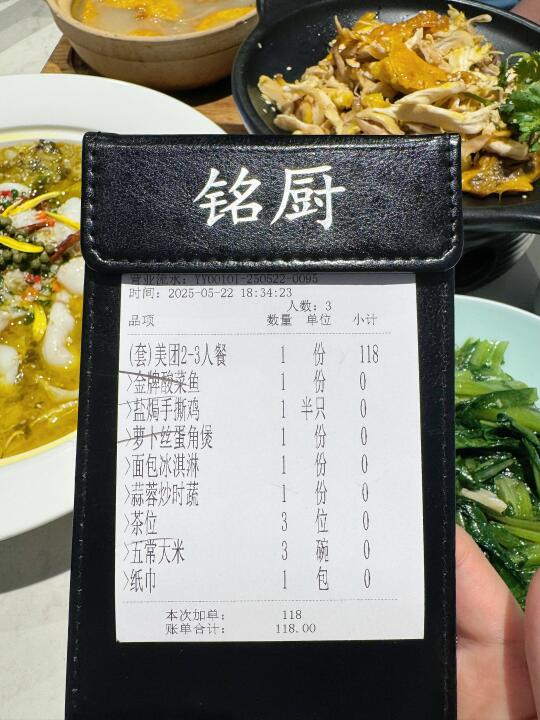 铭厨
营业流水: YY00101-250522-0095
时间: 2025-05-22 18:34:23
人数: 3
品项 数量 单位 小计
(套)美团2-3人餐 1 份 118
>金牌酸菜鱼 1 份 0
>盐焗手撕鸡 1 半只 0
>萝卜丝蛋角煲 1 份 0
>面包冰淇淋 1 份 0
>蒜蓉炒时蔬 1 份 0
>茶位 3 位 0
>五常大米 3 碗 0
>纸巾 1 包 0
本次加单: 118
账单合计: 118.00